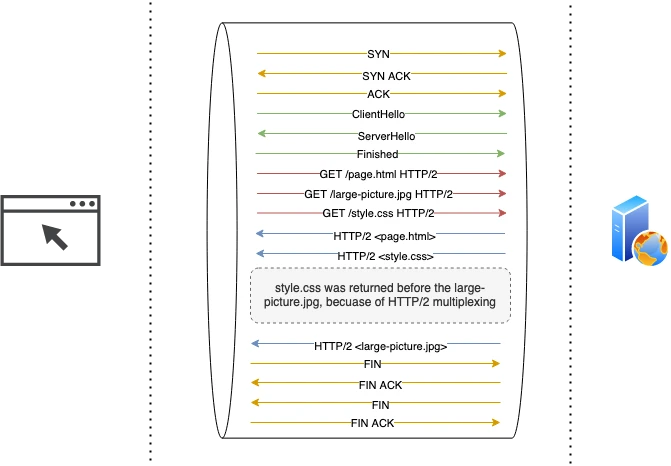 SYN
SYN ACK
ACK
ClientHello
ServerHello
Finished
GET /page.html HTTP/2
GET /large-picture.jpg HTTP/2
GET /style.css HTTP/2
HTTP/2 <page.html>
HTTP/2 <style.css>
style.css was returned before the large-
picture.jpg, becuase of HTTP/2 multiplexing
HTTP/2 <large-picture.jpg>
FIN
FIN ACK
FIN
FIN ACK